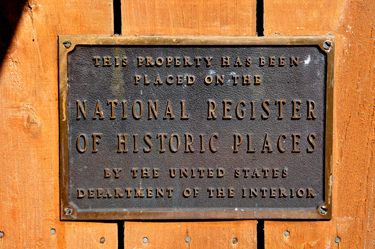 THIS PROPERTY HAS BEEN
PLACED ON THE
NATIONAL REGISTER
OF HISTORIC PLACES
BY THE UNITED STATES
DEPARTMENT OF THE INTERIOR